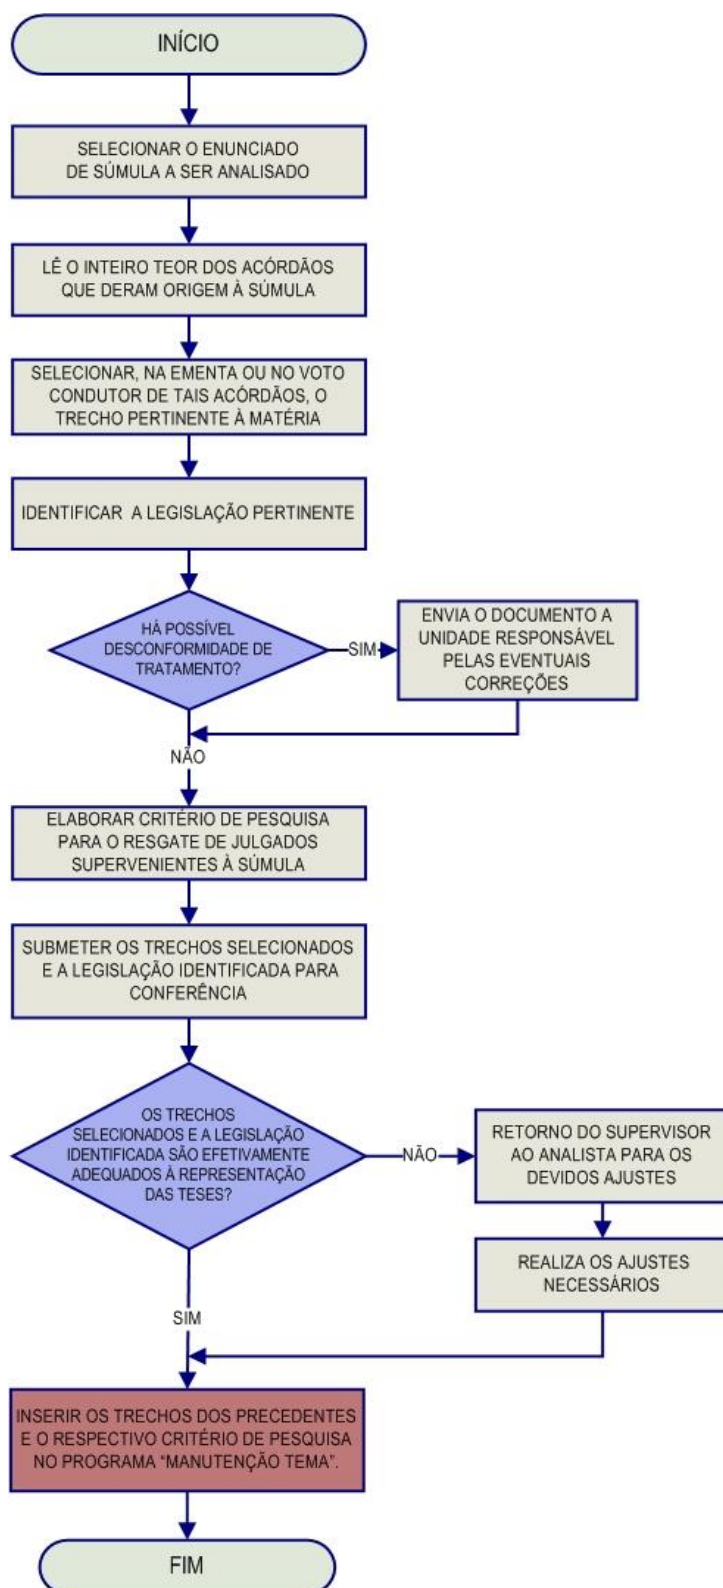 INÍCIO
SELECIONAR O ENUNCIADO
DE SÚMULA A SER ANALISADO
LÊ O INTEIRO TEOR DOS ACÓRDÃOS
QUE DERAM ORIGEM À SÚMULA
SELECIONAR, NA EMENTA OU NO VOTO
CONDUTOR DE TAIS ACÓRDÃOS, O
TRECHO PERTINENTE À MATÉRIA
IDENTIFICAR A LEGISLAÇÃO PERTINENTE
HÁ POSSÍVEL
DESCONFORMIDADE DE
TRATAMENTO?
SIM
ENVIA O DOCUMENTO A
UNIDADE RESPONSÁVEL
PELAS EVENTUAIS
CORREÇÕES
NÃO
ELABORAR CRITÉRIO DE PESQUISA
PARA O RESGATE DE JULGADOS
SUPERVENIENTES À SÚMULA
SUBMETER OS TRECHOS SELECIONADOS
E A LEGISLAÇÃO IDENTIFICADA PARA
CONFERÊNCIA
OS TRECHOS
SELECIONADOS E A LEGISLAÇÃO
IDENTIFICADA SÃO EFETIVAMENTE
ADEQUADOS À REPRESENTAÇÃO
DAS TESES?
NÃO
RETORNO DO SUPERVISOR
AO ANALISTA PARA OS
DEVIDOS AJUSTES
REALIZA OS AJUSTES
NECESSÁRIOS
SIM
INSERIR OS TRECHOS DOS PRECEDENTES
E O RESPECTIVO CRITÉRIO DE PESQUISA
NO PROGRAMA “MANUTENÇÃO TEMA”.
FIM